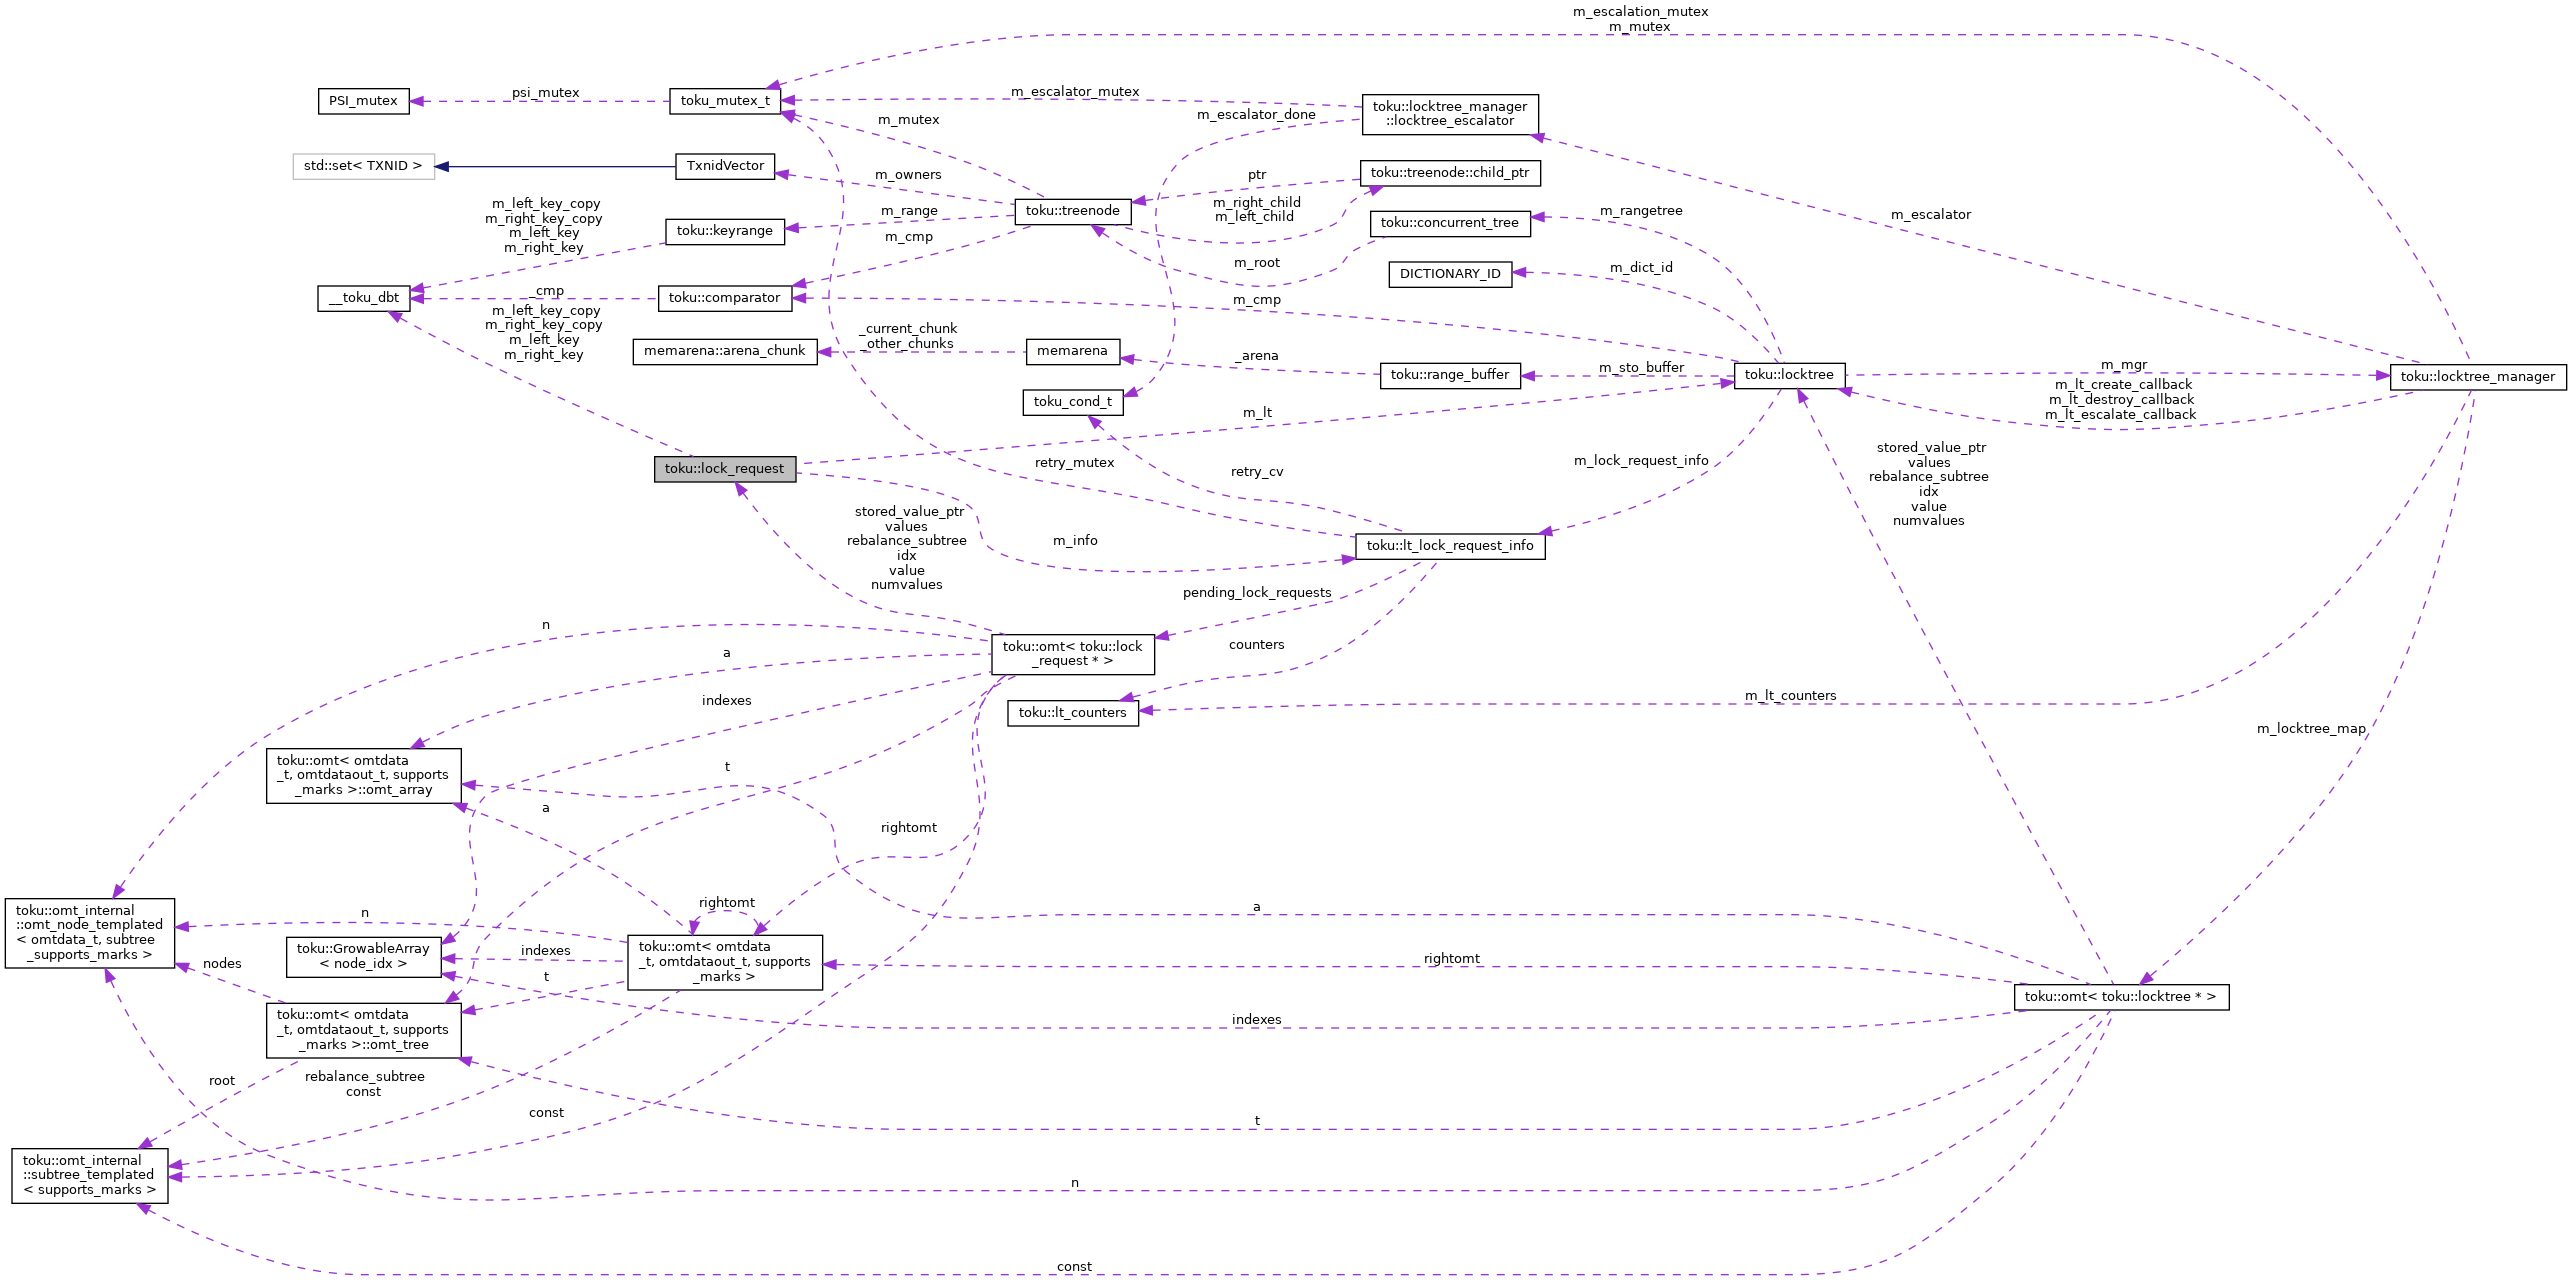 m_escalation_mutex
m_mutex
PSI_mutex
psi_mutex
toku_mutex_t
m_escalator_mutex
toku::locktree_manager
::locktree_escalator
m_mutex
m_escalator_done
std::set< TXNID >
TxnidVector
m_owners
ptr
toku::treenode::child_ptr
m_left_key_copy
m_right_key_copy
m_left_key
m_right_key
toku::keyrange
m_range
toku::treenode
m_right_child
m_left_child
toku::concurrent_tree
m_rangetree
m_escalator
m_cmp
m_root
DICTIONARY_ID
m_dict_id
__toku_dbt
_cmp
toku::comparator
m_cmp
m_left_key_copy
m_right_key_copy
m_left_key
m_right_key
memarena::arena_chunk
_current_chunk
_other_chunks
memarena
_arena
toku::range_buffer
m_sto_buffer
toku::locktree
m_mgr
toku::locktree_manager
m_lt_create_callback
m_lt_destroy_callback
m_lt_escalate_callback
toku_cond_t
m_lt
toku::lock_request
retry_mutex
retry_cv
m_lock_request_info
stored_value_ptr
values
rebalance_subtree
idx
value
numvalues
stored_value_ptr
values
rebalance_subtree
idx
value
numvalues
m_info
toku::lt_lock_request_info
pending_lock_requests
n
a
toku::omt< toku::lock
_request * >
counters
indexes
toku::lt_counters
m_lt_counters
m_locktree_map
toku::omt< omtdata
_t, omtdataout_t, supports
_marks >::omt_array
t
a
rightomt
rightomt
a
toku::omt_internal
::omt_node_templated
< omtdata_t, subtree
_supports_marks >
n
toku::GrowableArray
< node_idx >
indexes
toku::omt< omtdata
_t, omtdataout_t, supports
_marks >
rightomt
nodes
t
toku::omt< toku::locktree * >
toku::omt< omtdata
_t, omtdataout_t, supports
_marks >::omt_tree
indexes
root
rebalance_subtree
const
const
t
toku::omt_internal
::subtree_templated
< supports_marks >
n
const